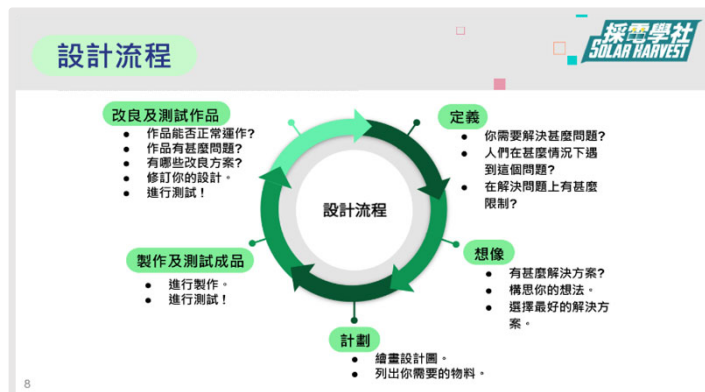 設計流程
採電學社
SOLAR HARVEST
改良及測試作品
● 作品能否正常運作?
● 作品有甚麼問題?
● 有哪些改良方案?
● 修訂你的設計。
● 進行測試！
定義
● 你需要解決甚麼問題?
● 人們在甚麼情況下遇
到這個問題?
● 在解決問題上有甚麼
限制?
設計流程
想像
● 有甚麼解決方案?
● 構思你的想法。
● 選擇最好的解決方
案。
製作及測試成品
● 進行製作。
● 進行測試！
計劃
● 繪畫設計圖。
● 列出你需要的物料。
8